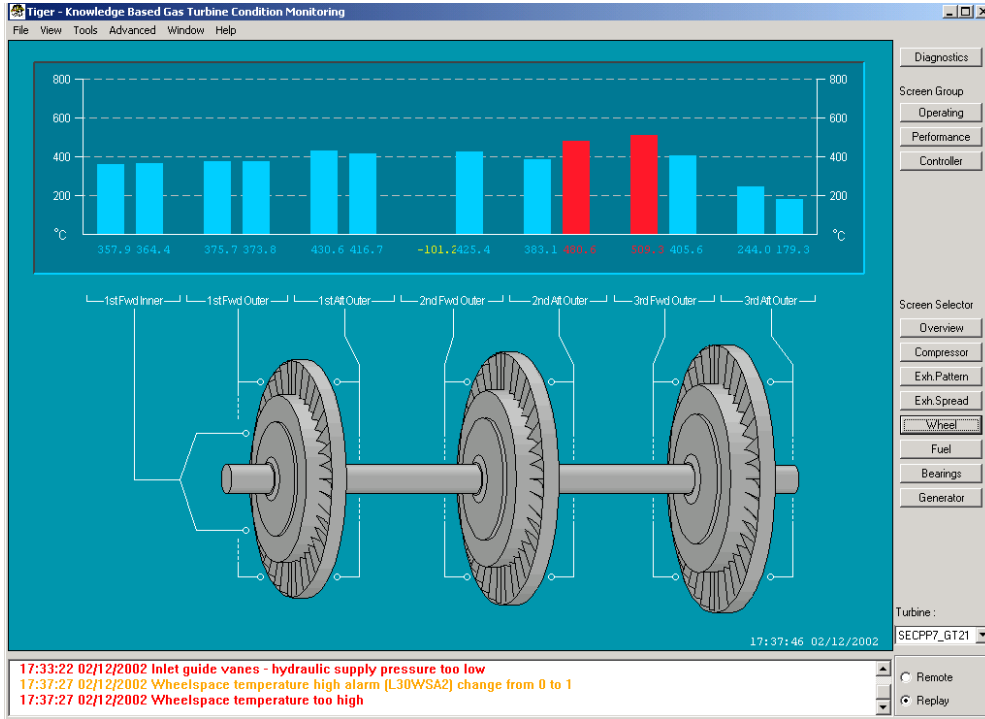 Tiger - Knowledge Based Gas Turbine Condition Monitoring
File View Tools Advanced Window Help
800 800
600 600
400 400
200 200
°C °C
357.9 364.4 375.7 373.8 430.6 416.7 -101.2 425.4 383.1 405.6 244.0 179.3
1st Fwd Inner 1st Fwd Outer 1st Aft Outer 2nd Fwd Outer 2nd Aft Outer 3rd Fwd Outer 3rd Aft Outer
17:37:46 02/12/2002
Diagnostics
Screen Group
Operating
Performance
Controller
Screen Selector
Overview
Compressor
Exh.Pattern
Exh.Spread
Wheel
Fuel
Bearings
Generator
Turbine :
SECPP7_GT21
17:33:22 02/12/2002 Inlet guide vanes - hydraulic supply pressure too low
17:37:27 02/12/2002 Wheelspace temperature high alarm (L30WSA2) change from 0 to 1
17:37:27 02/12/2002 Wheelspace temperature too high
Remote
Replay